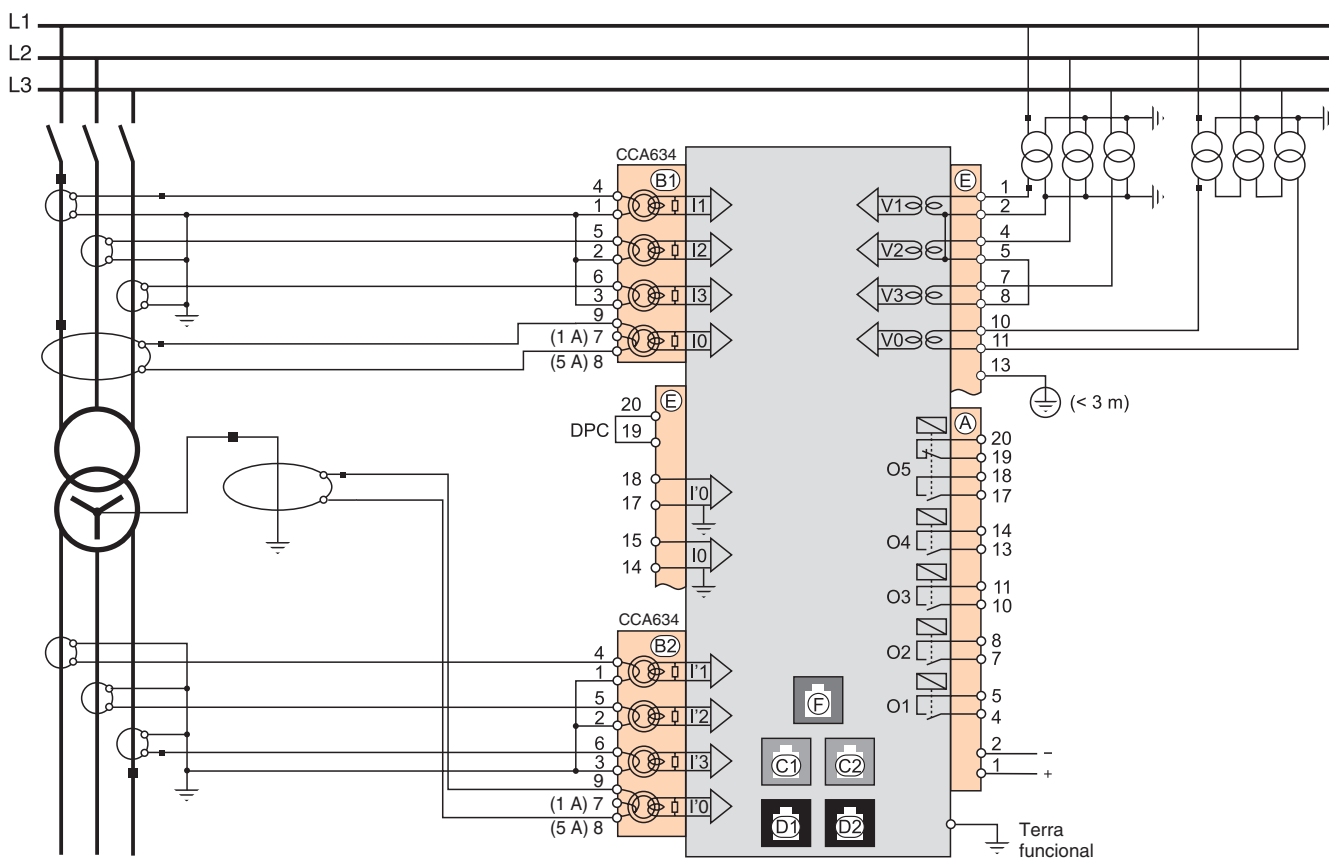 L1
L2
L3
CCA634
B1
4
1
I1
5
2
I2
6
3
I3
9
(1 A) 7
(5 A) 8
I0
E
20
DPC 19
18
17
I'0
15
14
I0
CCA634
B2
4
1
I'1
5
2
I'2
6
3
I'3
9
(1 A) 7
(5 A) 8
I'0
E
V1
1
2
V2
4
5
V3
7
8
V0
10
11
13
(< 3 m)
A
O5
20
19
18
17
O4
14
13
O3
11
10
O2
8
7
O1
5
4
2 –
1 +
F
C1
C2
D1
D2
Terra
funcional